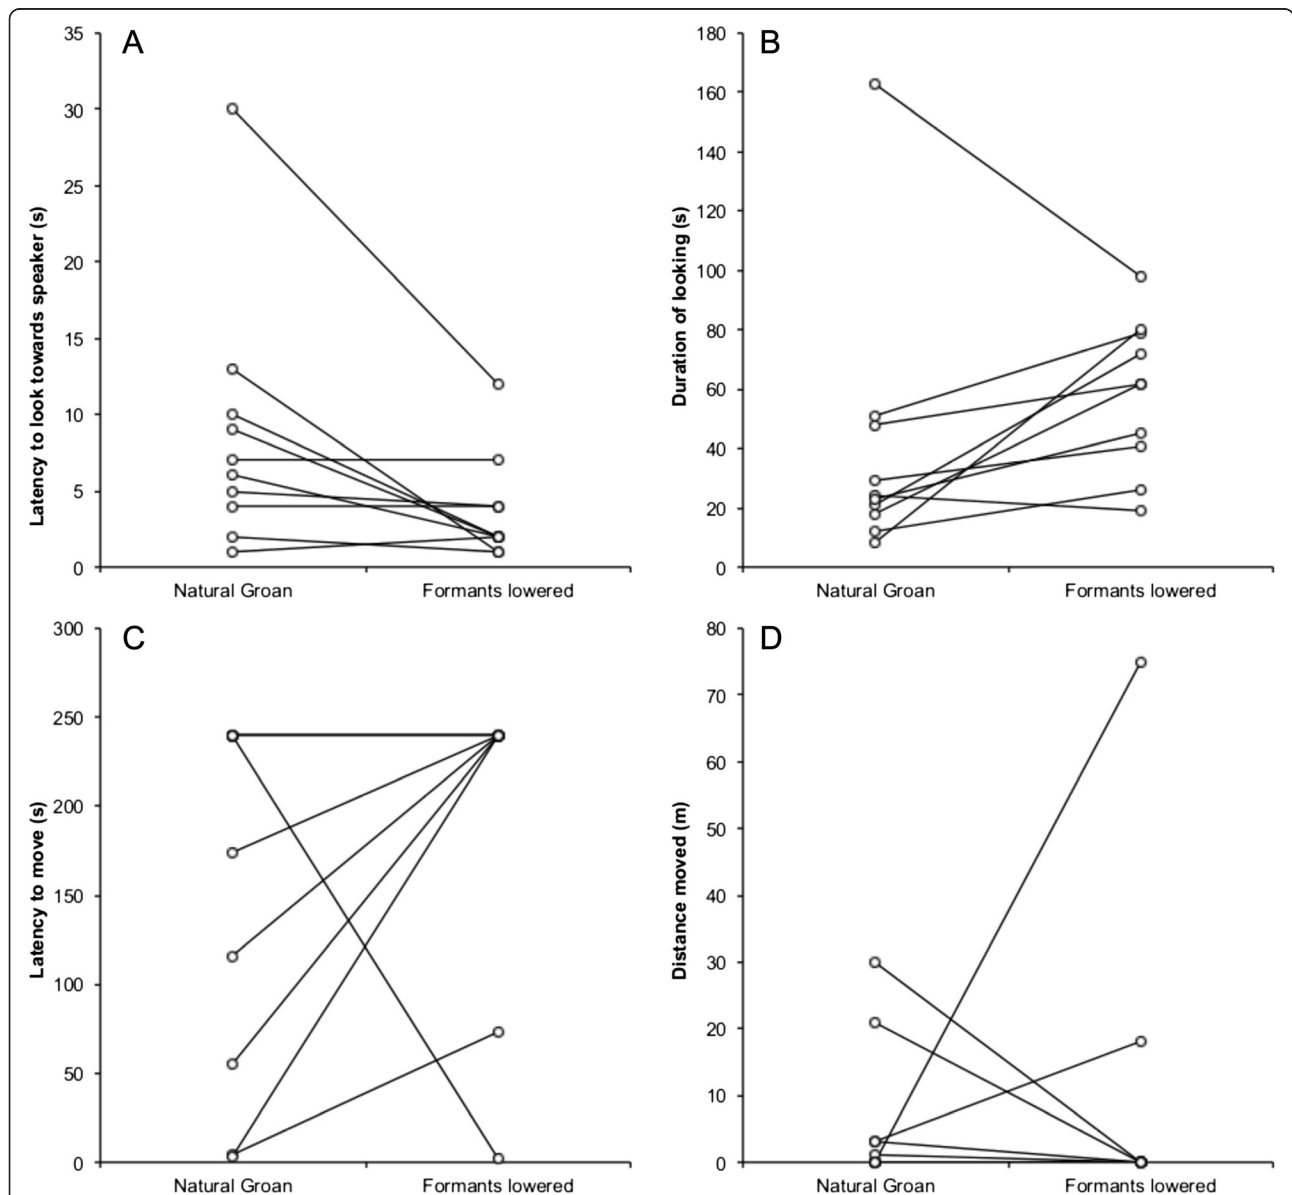 A
Latency to look towards speaker (s)
35
30
25
20
15
10
5
0
Natural Groan Formants lowered
B
Duration of looking (s)
180
160
140
120
100
80
60
40
20
0
Natural Groan Formants lowered
C
Latency to move (s)
300
250
200
150
100
50
0
Natural Groan Formants lowered
D
Distance moved (m)
80
70
60
50
40
30
20
10
0
Natural Groan Formants lowered